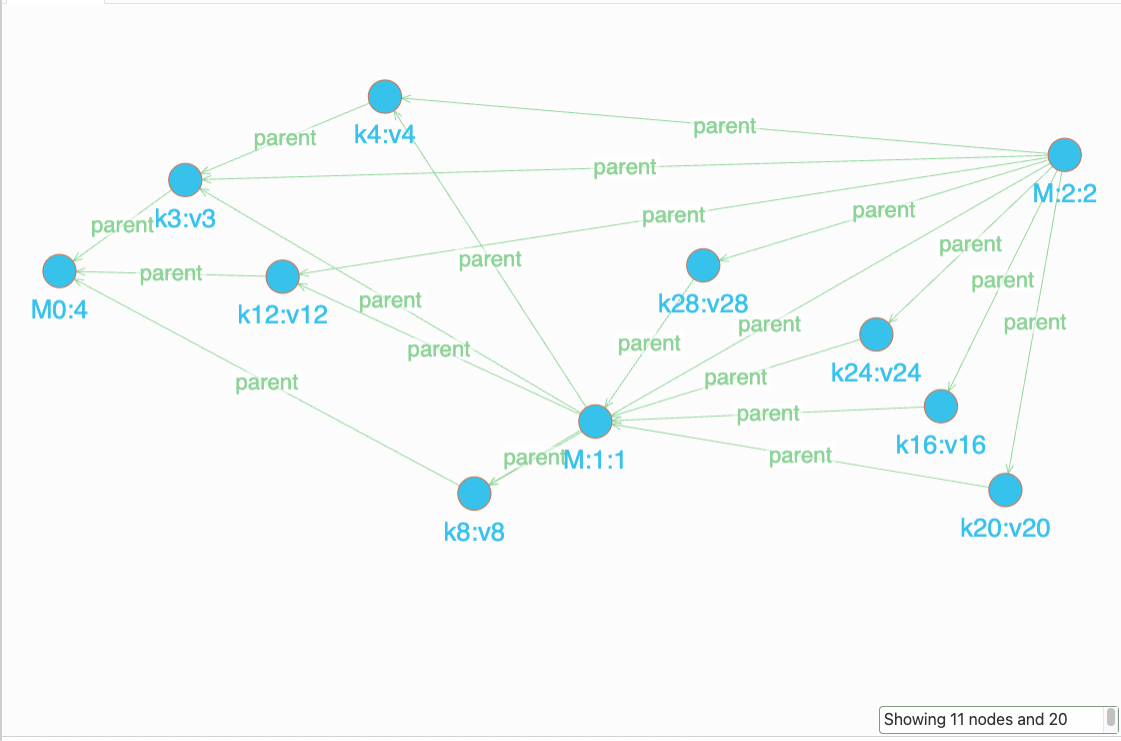 parent
k4:v4
parent
parent
k3:v3
M:2:2
parent
parent
parent
parent
parent
parent
M0:4
k12:v12
parent
k28:v28
parent
parent
parent
parent
parent
k24:v24
parent
parent
parent
k16:v16
parent
parent
M:1:1
k8:v8
k20:v20
Showing 11 nodes and 20